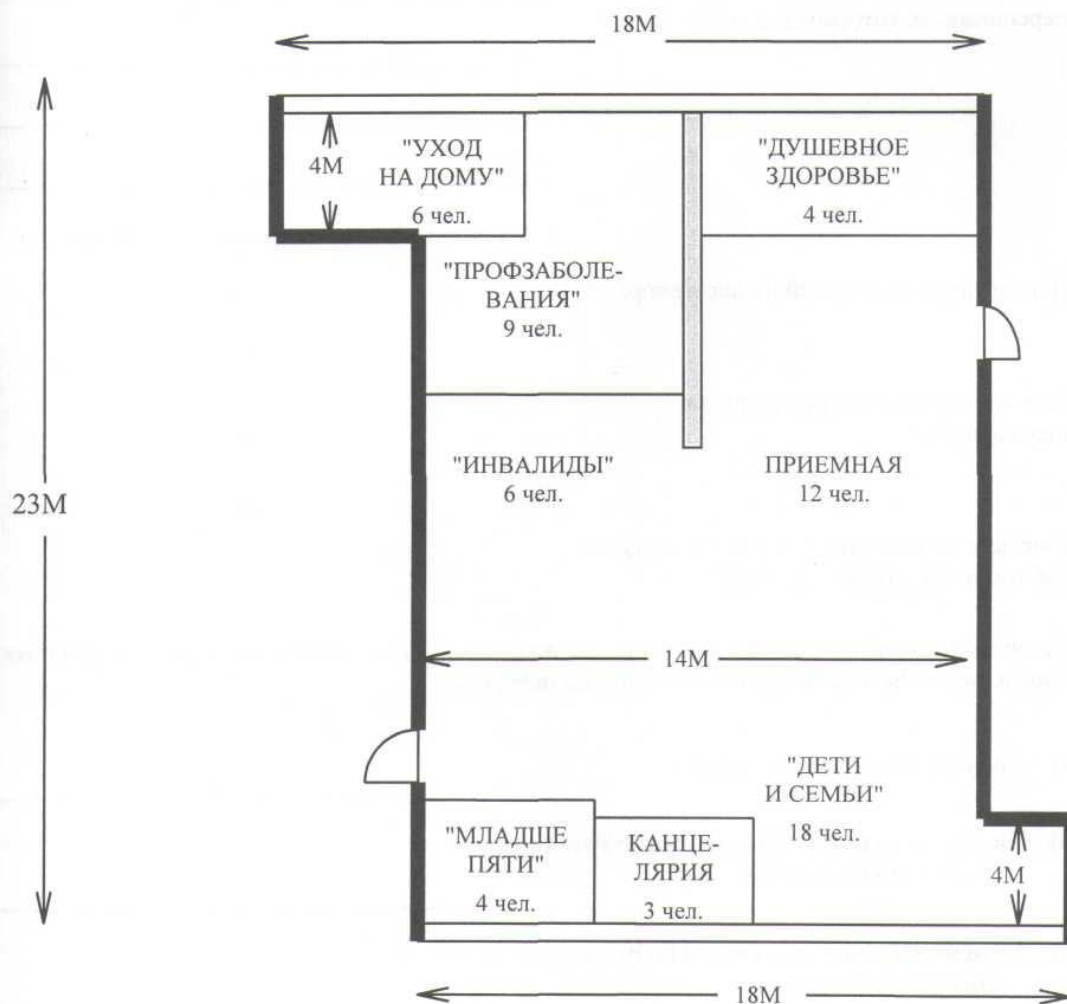 18М
"УХОД
НА ДОМУ"
6 чел.
4М
"ДУШЕВНОЕ
ЗДОРОВЬЕ"
4 чел.
"ПРОФЗАБОЛЕ-
ВАНИЯ"
9 чел.
"ИНВАЛИДЫ"
6 чел.
ПРИЕМНАЯ
12 чел.
23М
14М
"ДЕТИ
И СЕМЬИ"
18 чел.
"МЛАДШЕ
ПЯТИ"
4 чел.
КАНЦЕ-
ЛЯРИЯ
3 чел.
4М
18М